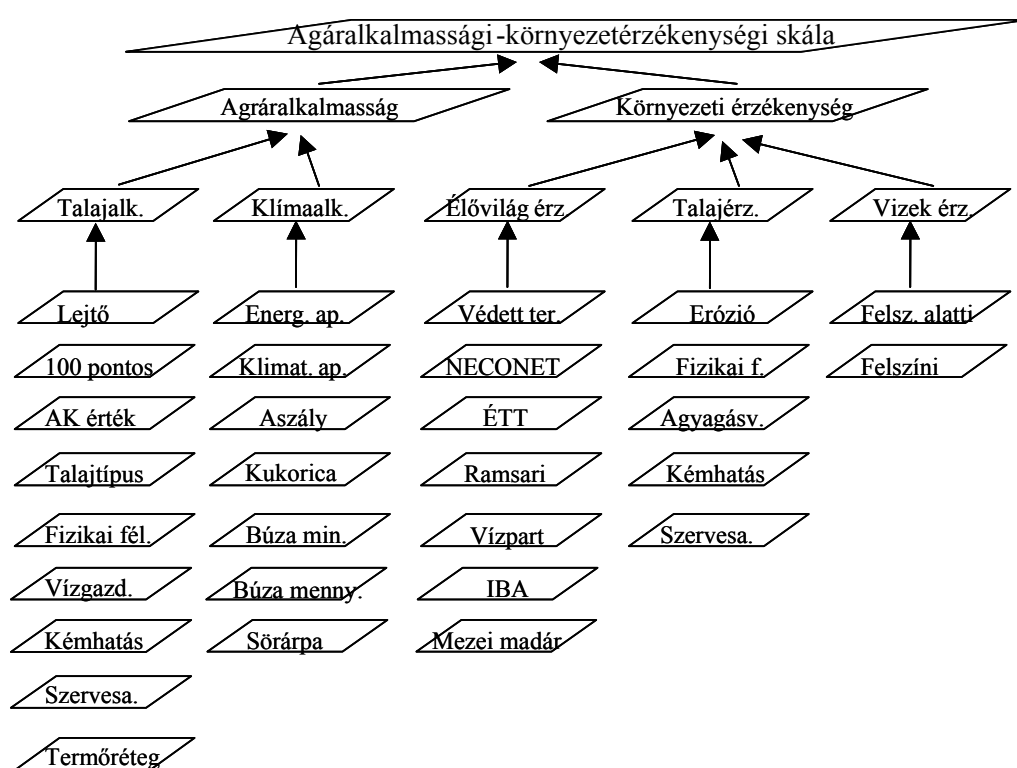 Agáralkalmassági-környezetérzékenységi skála
Agráralkalmasság
Környezeti érzékenység
Talajalk.
Klímaalk.
Élővilág érz
Talajérz.
Vizek érz.
Lejtő
Energ. ap.
Védett ter.
Erózió
Felsz. alatti
100 pontos
Klimat. ap.
NECONET
Fizikai f.
Felszíni
AK érték
Aszály
ÉTT
Agyagásv.
Talajtípus
Kukorica
Ramsari
Kémhatás
Fizikai fél.
Búza min.
Vízpart
Szervesa.
Vízgazd.
Búza menny.
IBA
Kémhatás
Sörárpa
Mezei madár
Szervesa.
Termőréteg